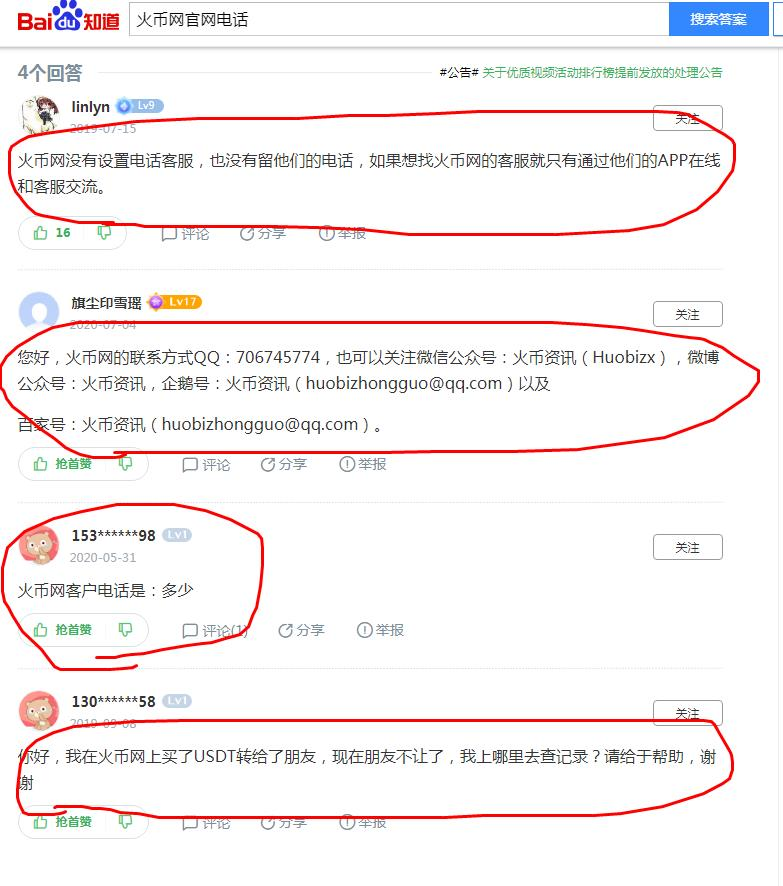 Bai du 知道
火币网官网电话
搜索答案
4个回答
#公告# 关于优质视频活动排行榜提前发放的处理公告
linlyn Lv9
关注
2019-07-15
火币网没有设置电话客服，也没有留他们的电话，如果想找火币网的客服就只有通过他们的APP在线
和客服交流。
16 评论 分享 举报
旗尘印雪瑶 Lv17
关注
2020-07-04
您好，火币网的联系方式QQ：706745774，也可以关注微信公众号：火币资讯（Huobizx），微博
公众号：火币资讯，企鹅号：火币资讯（huobizhongguo@qq.com）以及
百家号：火币资讯（huobizhongguo@qq.com）。
抢首赞 评论 分享 举报
153******98 Lv1
关注
2020-05-31
火币网客户电话是：多少
抢首赞 评论(1) 分享 举报
130******58 Lv1
关注
2019-09-08
你好，我在火币网上买了USDT转给了朋友，现在朋友不让了，我上哪里去查记录？请给于帮助，谢
谢
抢首赞 评论 分享 举报